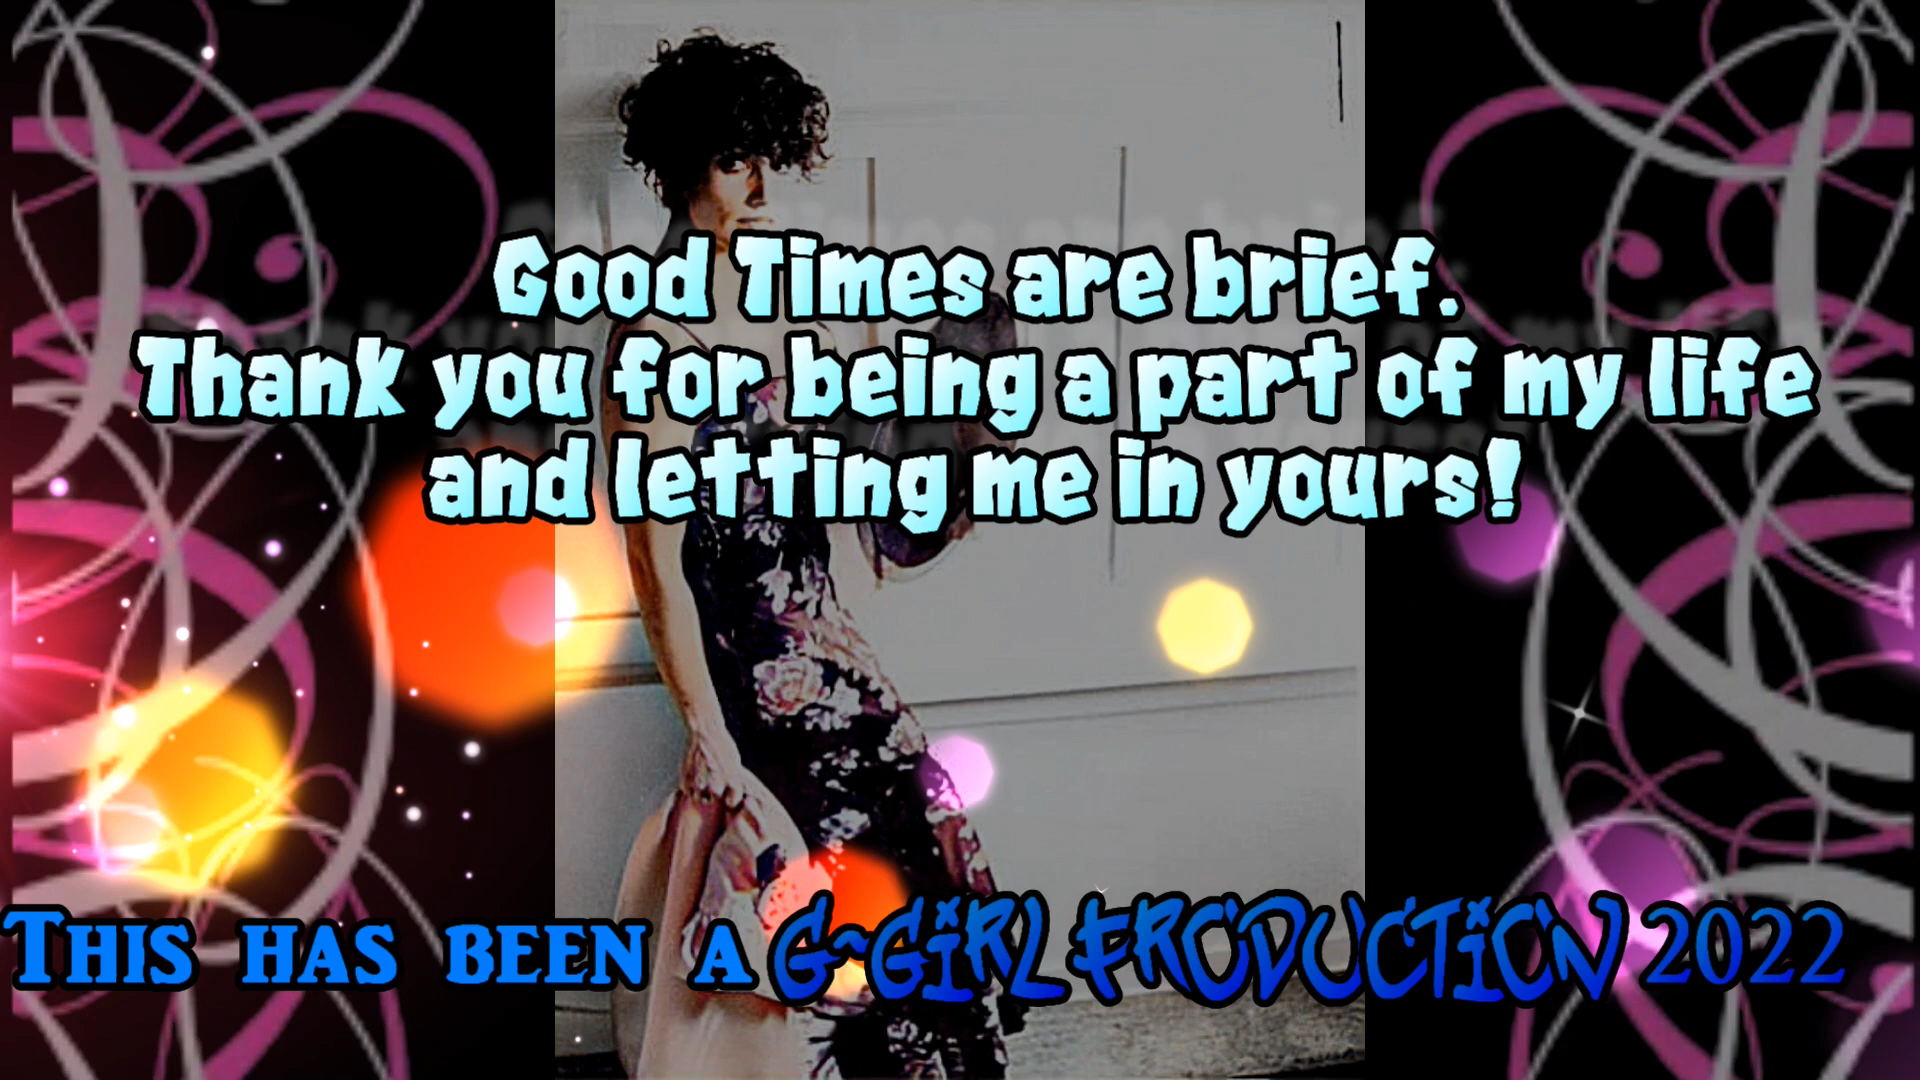 Good Times are brief.
Thank you for being a part of my life
and letting me in yours!
This has been a G~Girl Production 2022